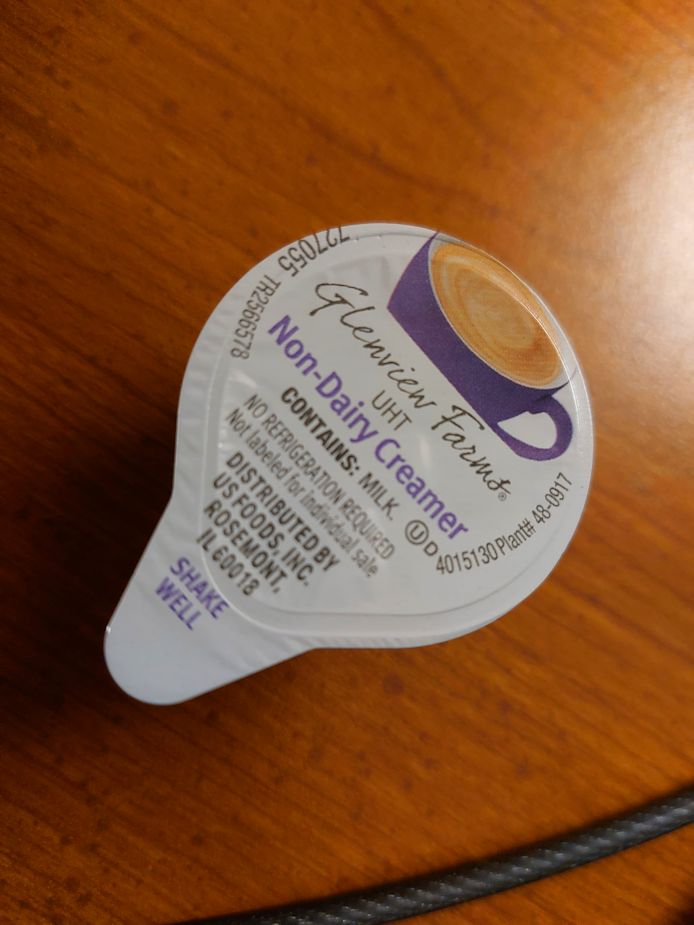 727055
TR2566578
Glenview Farms®
UHT
Non-Dairy Creamer
CONTAINS: MILK.
NO REFRIGERATION REQUIRED
Not labeled for individual sale
DISTRIBUTED BY
US FOODS, INC.
ROSEMONT,
IL 60018
SHAKE
WELL
U D
4015130 Plant# 48-0917